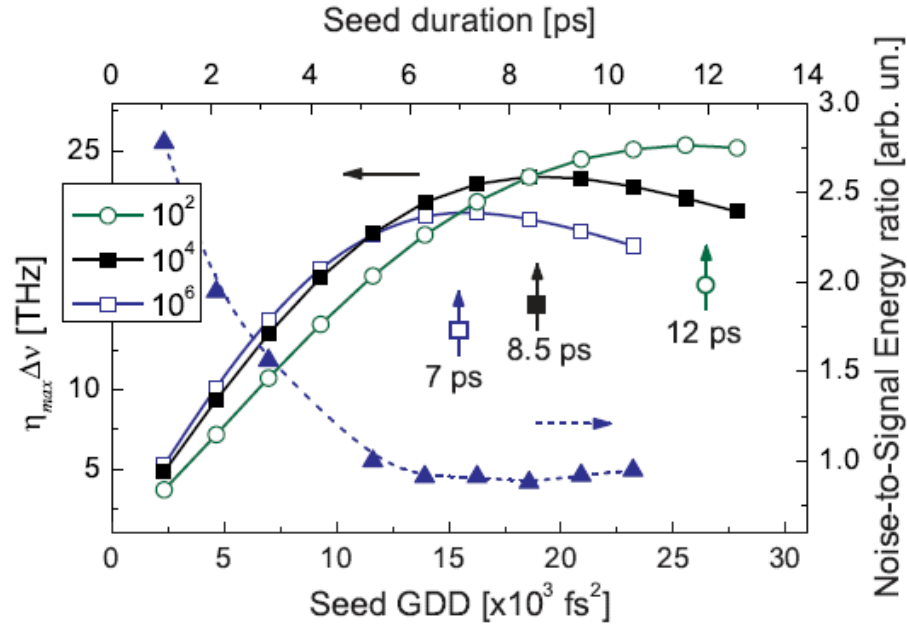 Seed duration [ps]
0 2 4 6 8 10 12 14
3.0
2.5
2.0
1.5
1.0
Noise-to-Signal Energy ratio [arb. un.]
25
10
5
η_max Δν [THz]
10²
10⁴
10⁶
7 ps
8.5 ps
12 ps
0 5 10 15 20 25 30
Seed GDD [x10³ fs²]